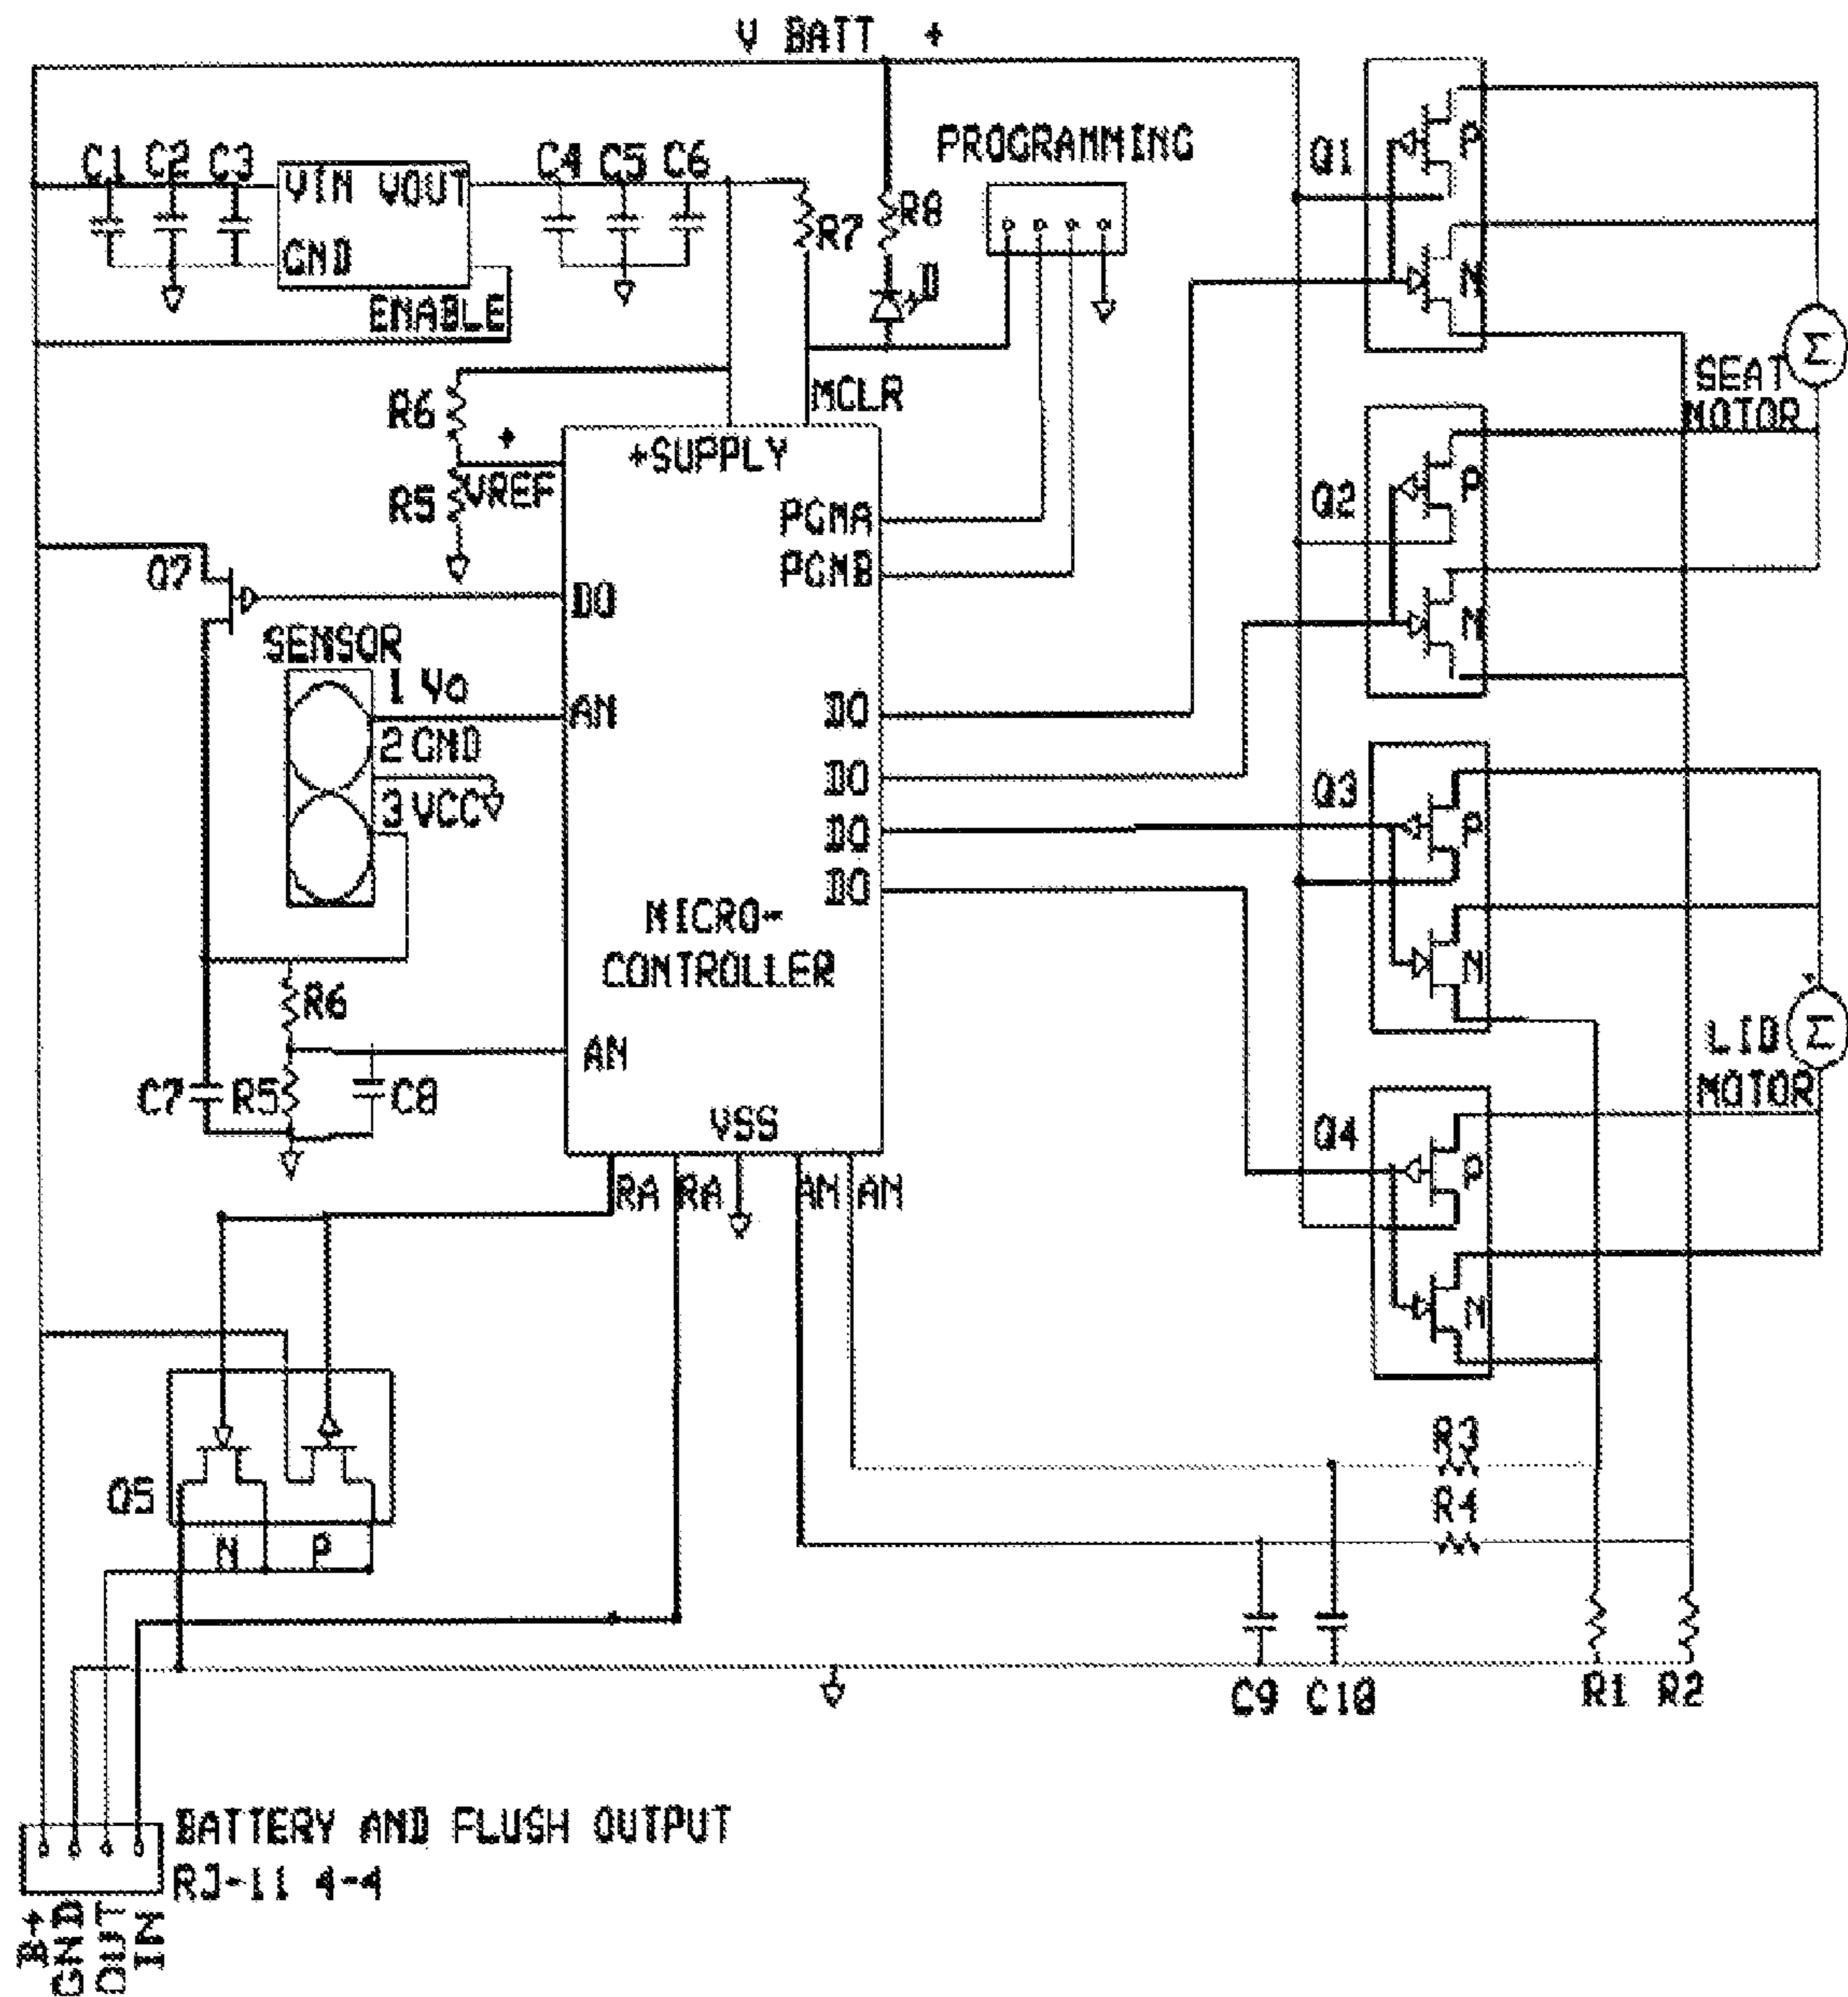 V BATT +
C1 C2 C3
VIN VOUT
GND
ENABLE
C4 C5 C6
R7
R8
D
PROGRAMMING
Q1
P
N
SEAT
MOTOR
R6
+
VREF
R5
MCLR
+SUPPLY
PGMA
PGMB
Q2
P
N
Q7
DO
SENSOR
1 Vo
2 GND
3 VCC
AN
DO
DO
DO
DO
MICRO-
CONTROLLER
Q3
P
N
LID
MOTOR
R6
AN
C7 R5 C8
VSS
RA RA AN AN
Q4
P
N
Q5
N P
R3
R4
C9 C10 R1 R2
BATTERY AND FLUSH OUTPUT
RJ-11 4-4
B+
GND
OUT
IN